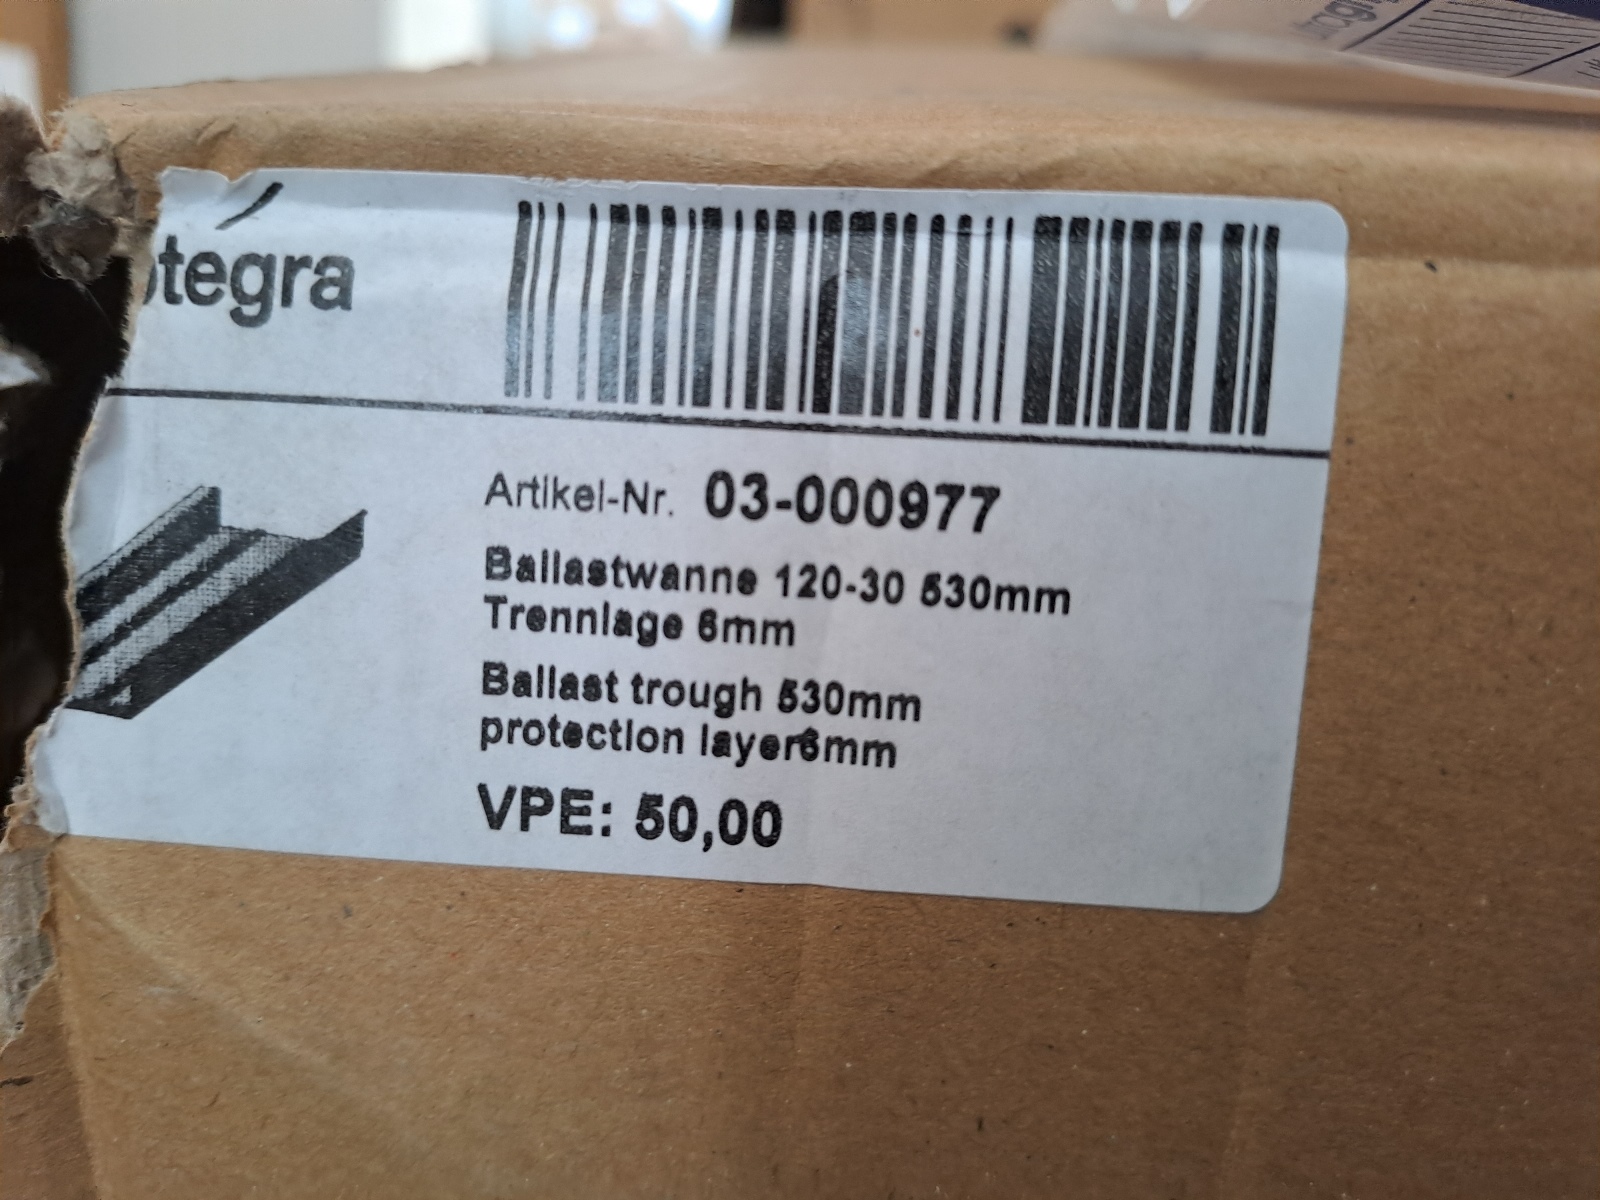 tegra
Artikel-Nr. 03-000977
Ballastwanne 120-30 530mm
Trennlage 6mm
Ballast trough 530mm
protection layer6mm
VPE: 50,00